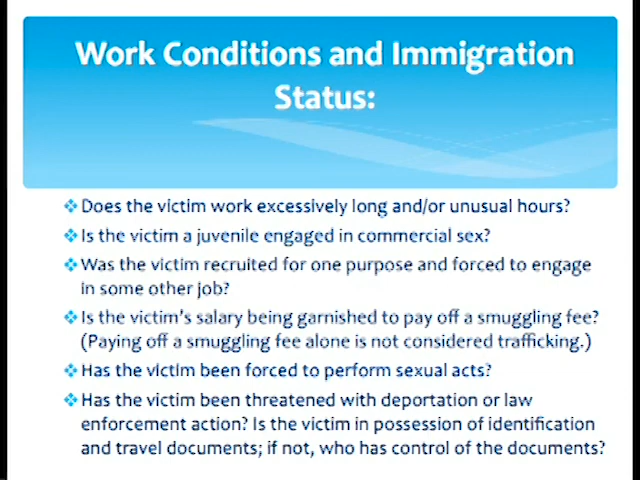 Work Conditions and Immigration
Status:
Does the victim work excessively long and/or unusual hours?
Is the victim a juvenile engaged in commercial sex?
Was the victim recruited for one purpose and forced to engage
in some other job?
Is the victim's salary being garnished to pay off a smuggling fee?
(Paying off a smuggling fee alone is not considered trafficking.)
Has the victim been forced to perform sexual acts?
Has the victim been threatened with deportation or law
enforcement action? Is the victim in possession of identification
and travel documents; if not, who has control of the documents?